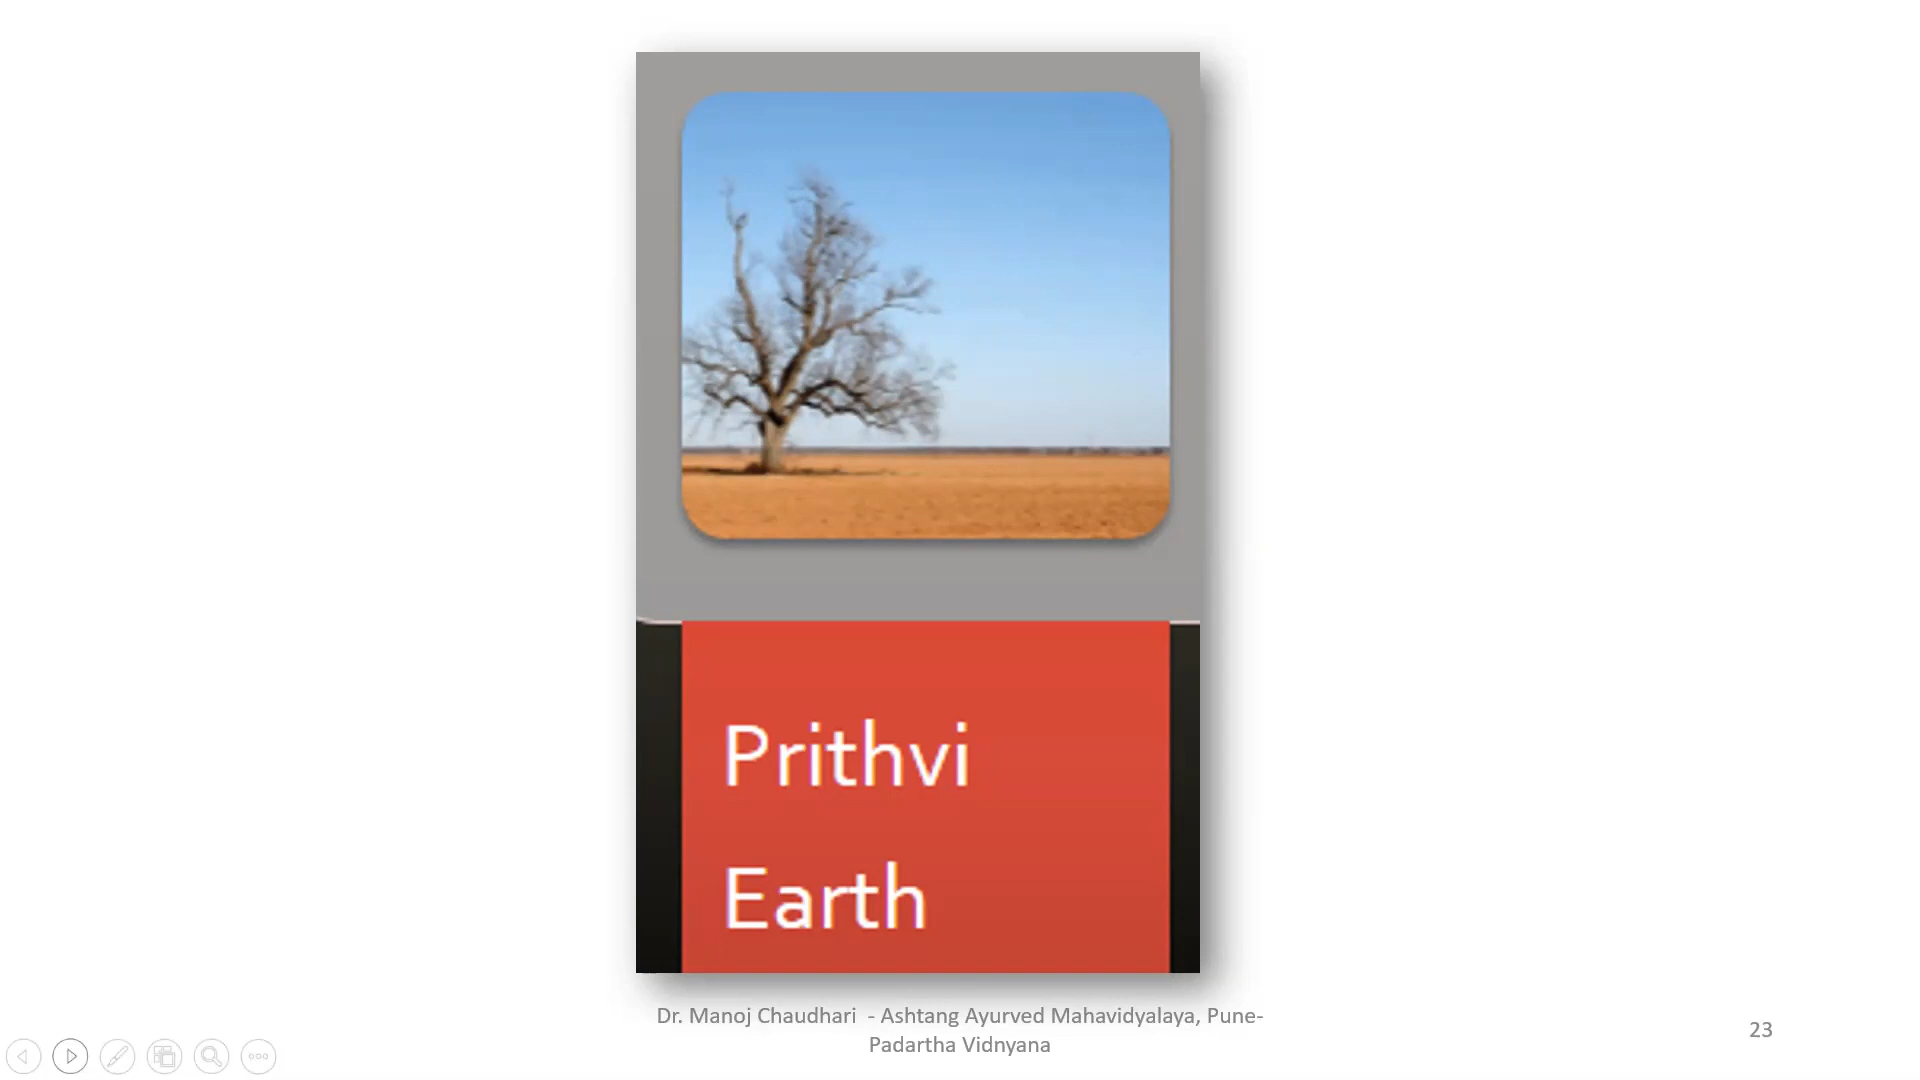 Prithvi
Earth
Dr. Manoj Chaudhari - Ashtang Ayurved Mahavidyalaya, Pune-
Padartha Vidnyana
23